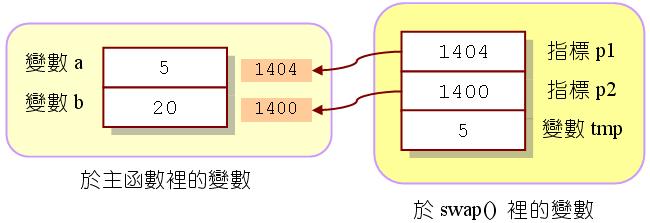 變數 a 5 1404
變數 b 20 1400
於主函數裡的變數
1404 指標 p1
1400 指標 p2
5 變數 tmp
於 swap() 裡的變數